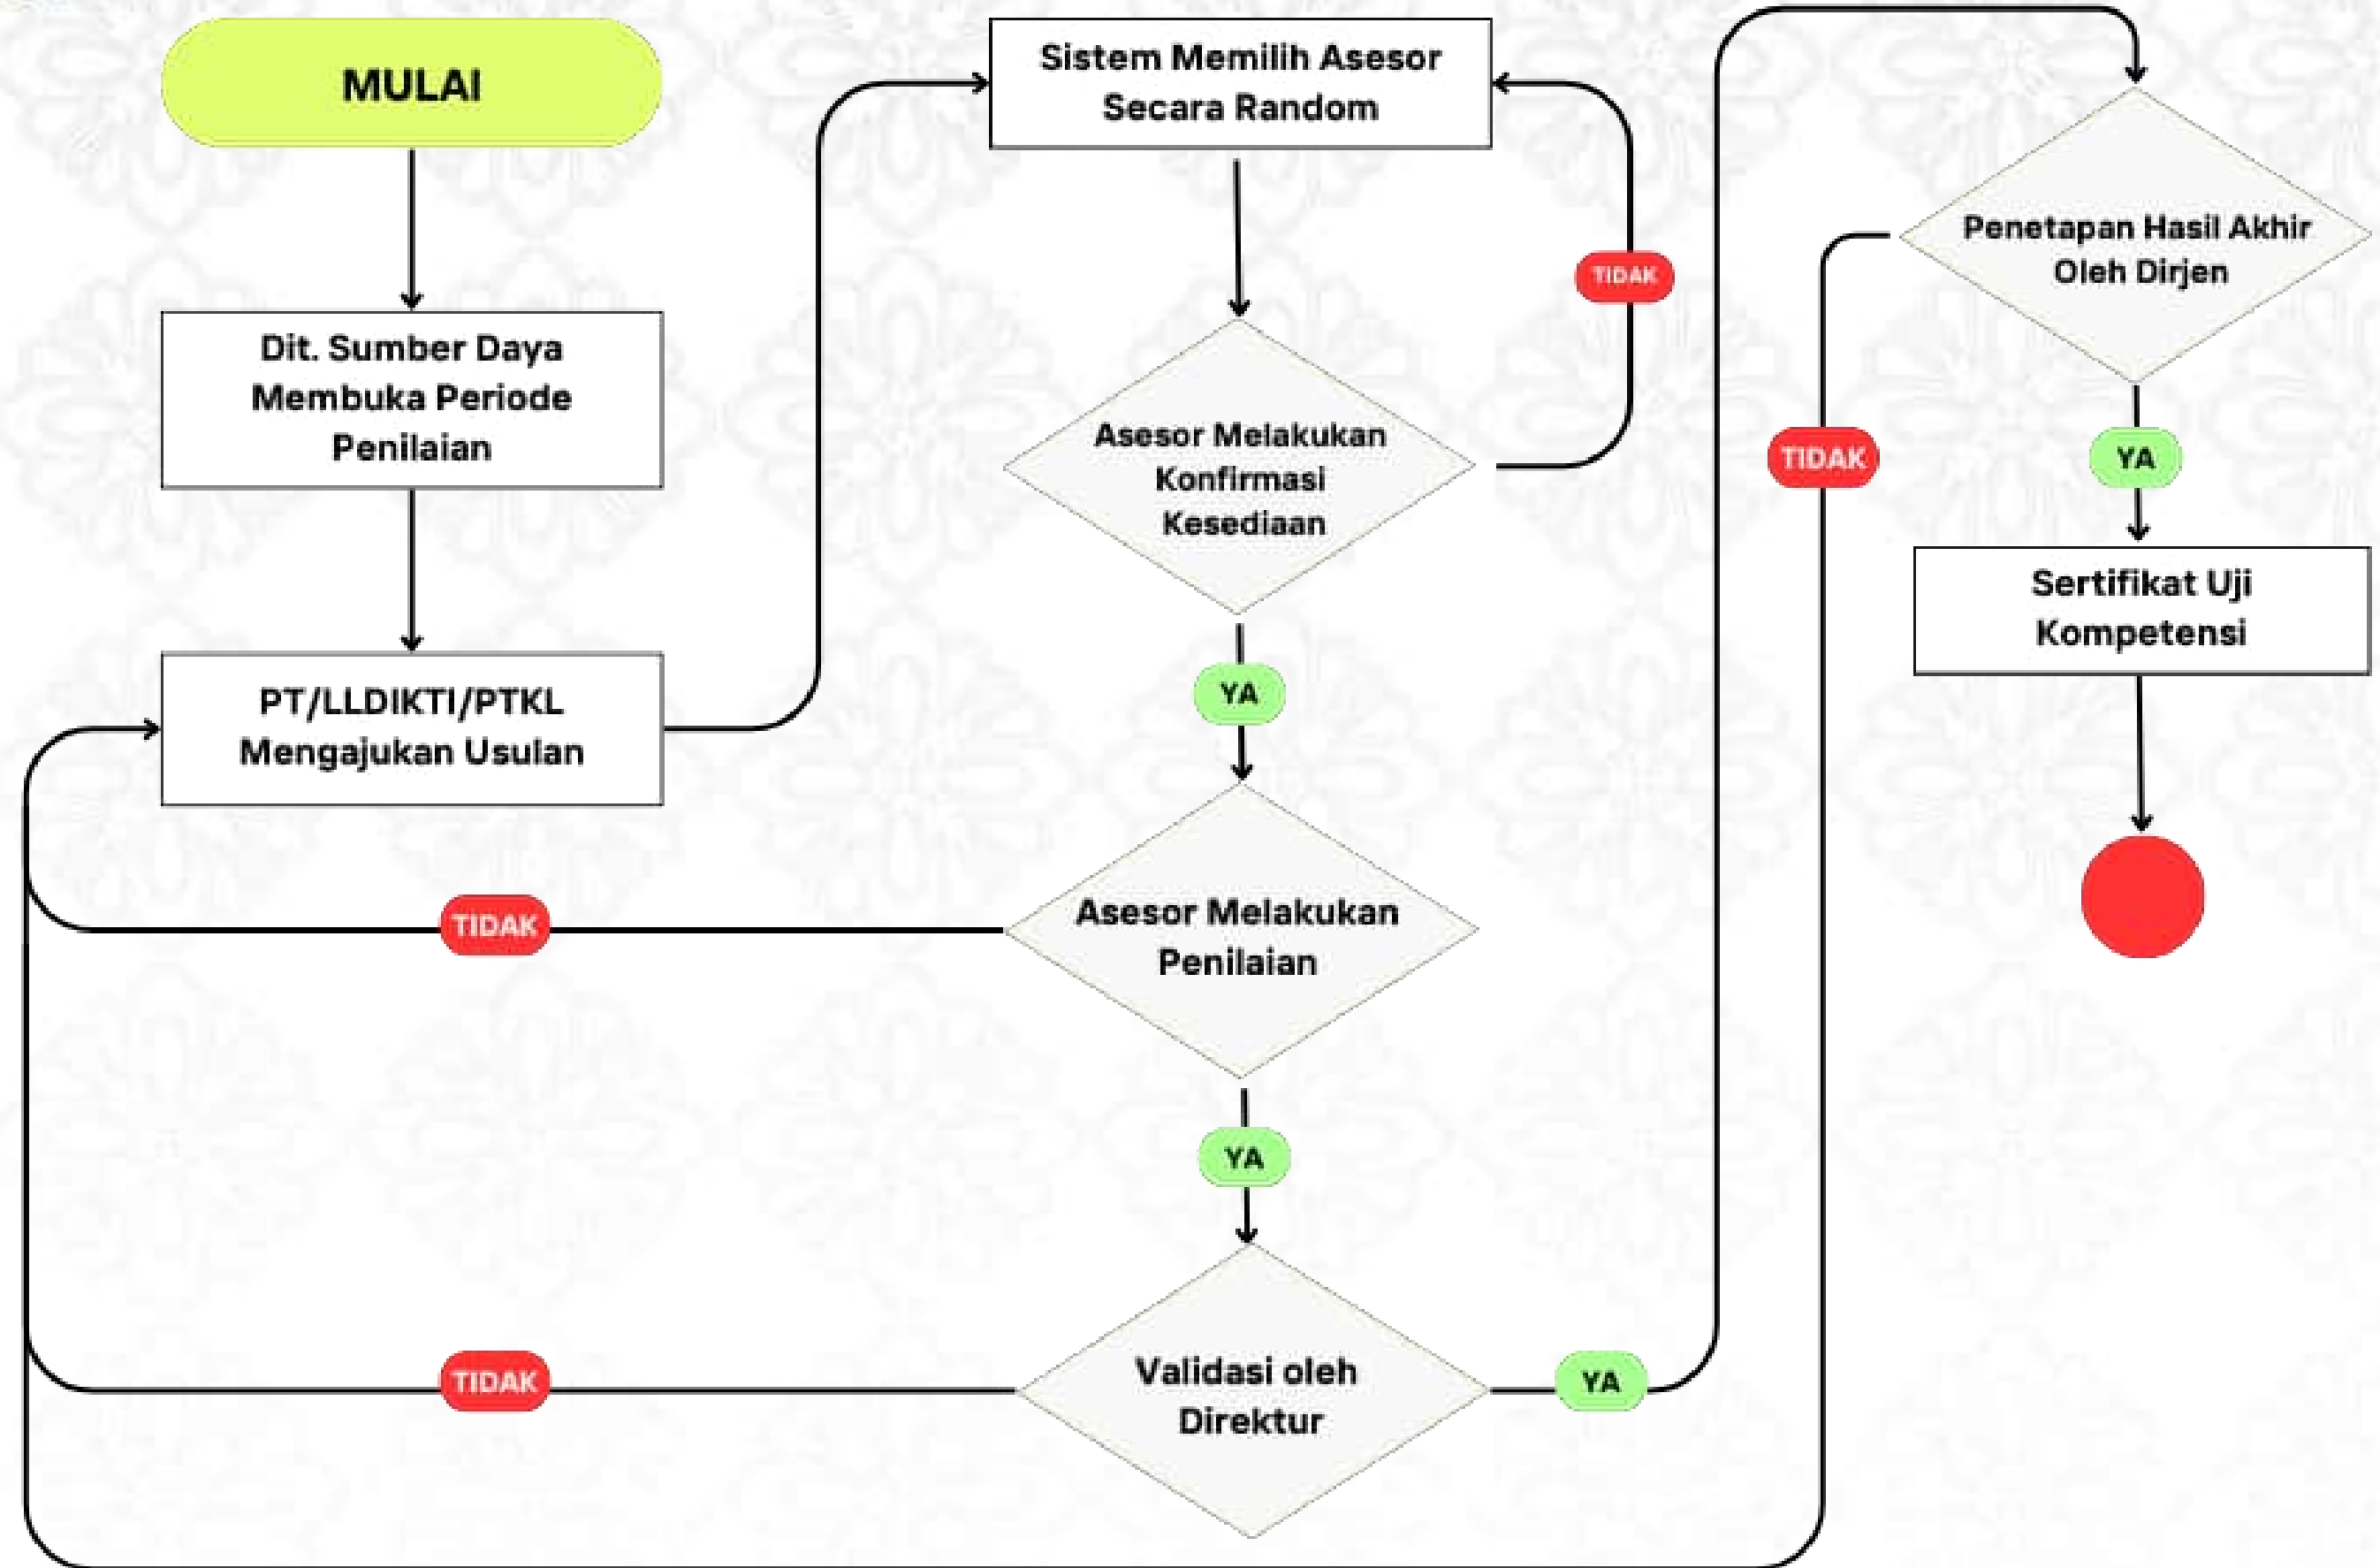 MULAI
Dit. Sumber Daya
Membuka Periode
Penilaian
PT/LLDIKTI/PTKL
Mengajukan Usulan
TIDAK
TIDAK
Sistem Memilih Asesor
Secara Random
TIDAK
Asesor Melakukan
Konfirmasi
Kesediaan
YA
Asesor Melakukan
Penilaian
YA
Validasi oleh
Direktur
YA
Penetapan Hasil Akhir
Oleh Dirjen
TIDAK
YA
Sertifikat Uji
Kompetensi